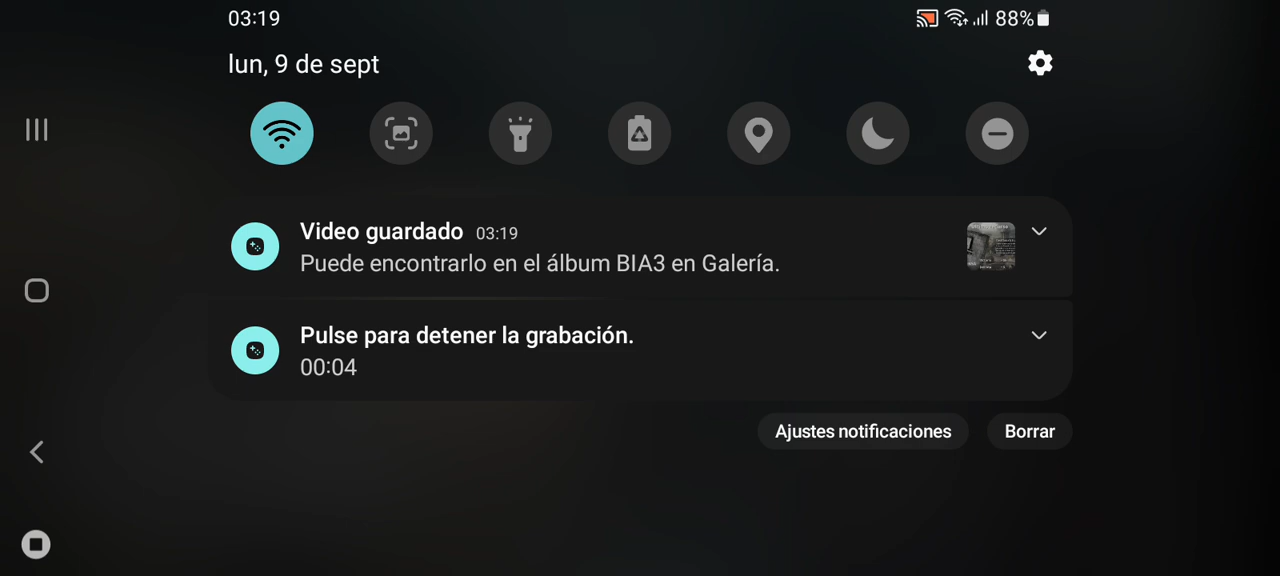 03:19
88%
lun, 9 de sept
Video guardado 03:19
Puede encontrarlo en el álbum BIA3 en Galería.
Pulse para detener la grabación.
00:04
Ajustes notificaciones
Borrar